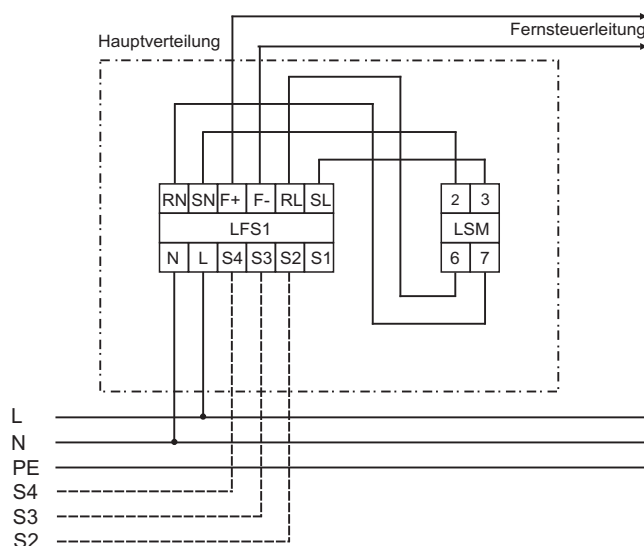 Fernsteuerleitung
Hauptverteilung
RN SN F+ F- RL SL
2 3
LFS1
LSM
N L S4 S3 S2 S1
6 7
L
N
PE
S4
S3
S2